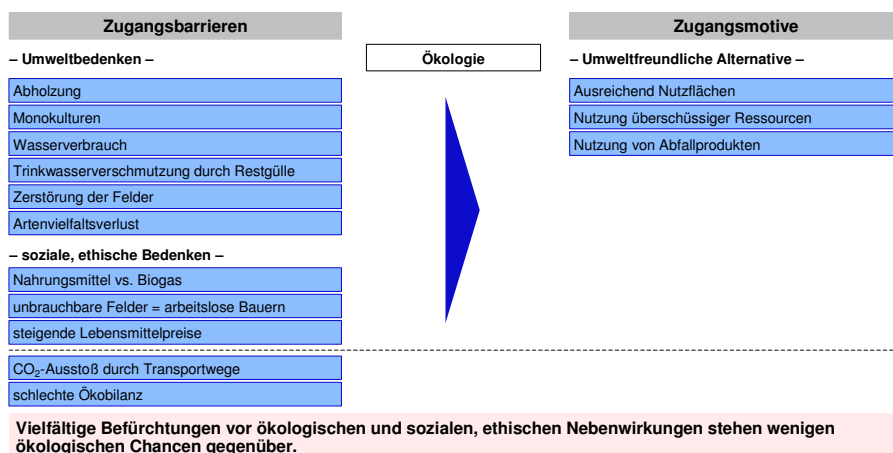 Zugangsbarrieren
– Umweltbedenken –
Abholzung
Monokulturen
Wasserverbrauch
Trinkwasserverschmutzung durch Restgülle
Zerstörung der Felder
Artenvielfaltsverlust
– soziale, ethische Bedenken –
Nahrungsmittel vs. Biogas
unbrauchbare Felder = arbeitslose Bauern
steigende Lebensmittelpreise
CO₂-Ausstoß durch Transportwege
schlechte Ökobilanz
Ökologie
Zugangsmotive
– Umweltfreundliche Alternative –
Ausreichend Nutzflächen
Nutzung überschüssiger Ressourcen
Nutzung von Abfallprodukten
Vielfältige Befürchtungen vor ökologischen und sozialen, ethischen Nebenwirkungen stehen wenigen
ökologischen Chancen gegenüber.